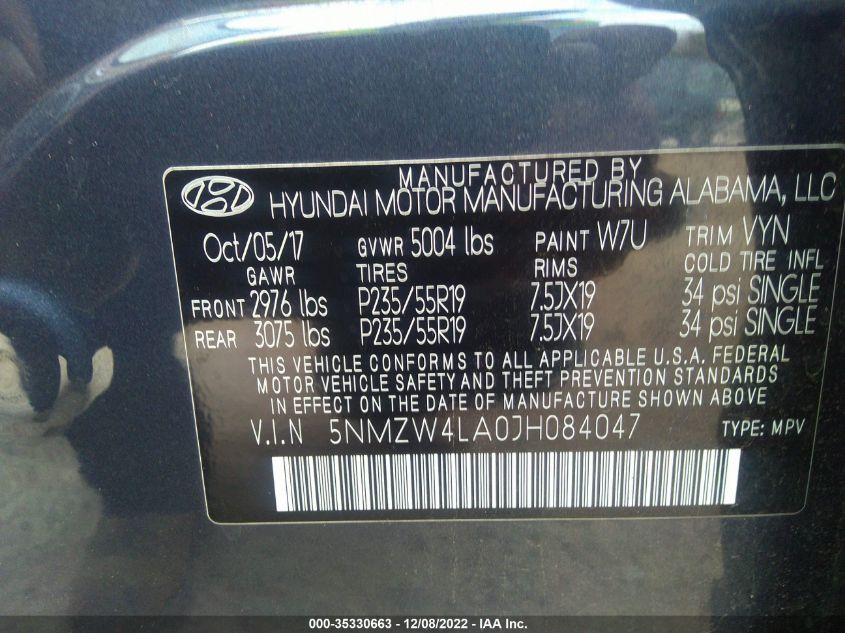 MANUFACTURED BY
HYUNDAI MOTOR MANUFACTURING ALABAMA, LLC
Oct/05/17 GVWR 5004 lbs PAINT W7U TRIM VYN
GAWR TIRES RIMS COLD TIRE INFL
FRONT 2976 lbs P235/55R19 7.5JX19 34 psi SINGLE
REAR 3075 lbs P235/55R19 7.5JX19 34 psi SINGLE
THIS VEHICLE CONFORMS TO ALL APPLICABLE U.S.A. FEDERAL
MOTOR VEHICLE SAFETY AND THEFT PREVENTION STANDARDS
IN EFFECT ON THE DATE OF MANUFACTURE SHOWN ABOVE
V.I.N 5NMZW4LA0JH084047 TYPE: MPV
000-35330663 - 12/08/2022 - IAA Inc.